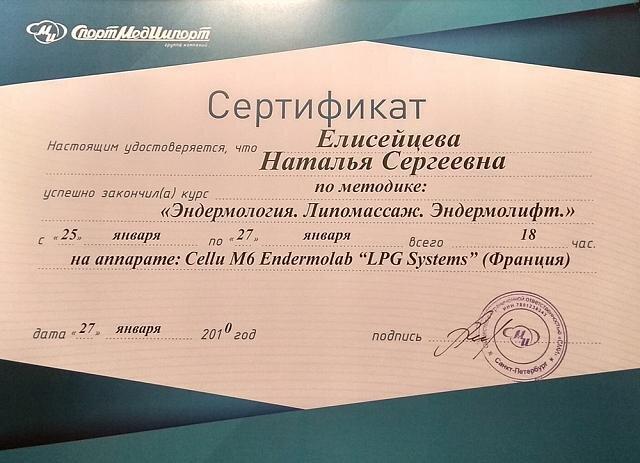 СпортМедИмпорт
группа компаний
Сертификат
Настоящим удостоверяется, что Елисейцева
Наталья Сергеевна
успешно закончил(а) курс по методике:
«Эндермология. Липомассаж. Эндермолифт.»
с «25» января по «27» января всего 18 час.
на аппарате: Cellu M6 Endermolab “LPG Systems” (Франция)
дата «27» января 2010 год подпись
Санкт-Петербург